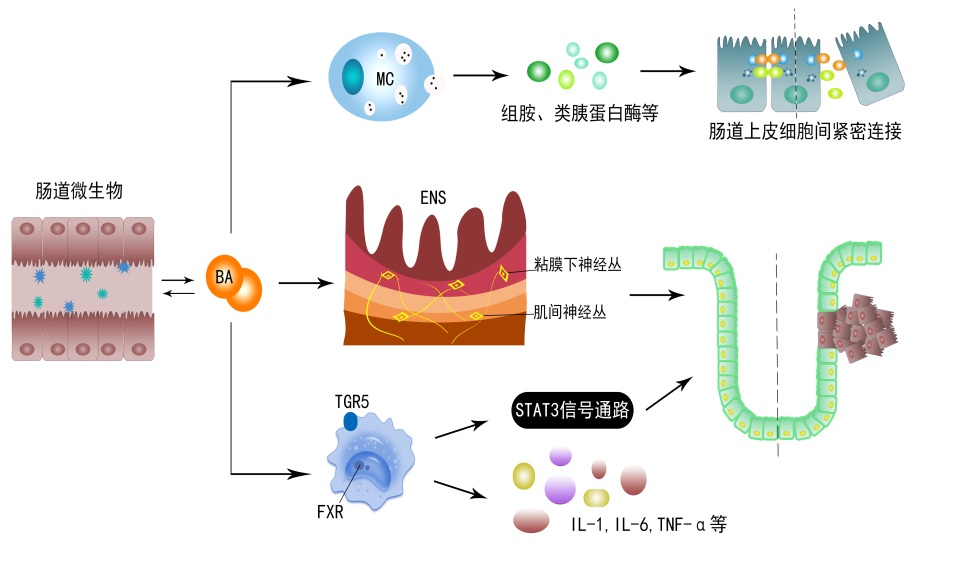 MC
组胺、类胰蛋白酶等
肠道上皮细胞间紧密连接
肠道微生物
BA
ENS
粘膜下神经丛
肌间神经丛
TGR5
FXR
STAT3信号通路
IL-1, IL-6, TNF-α等